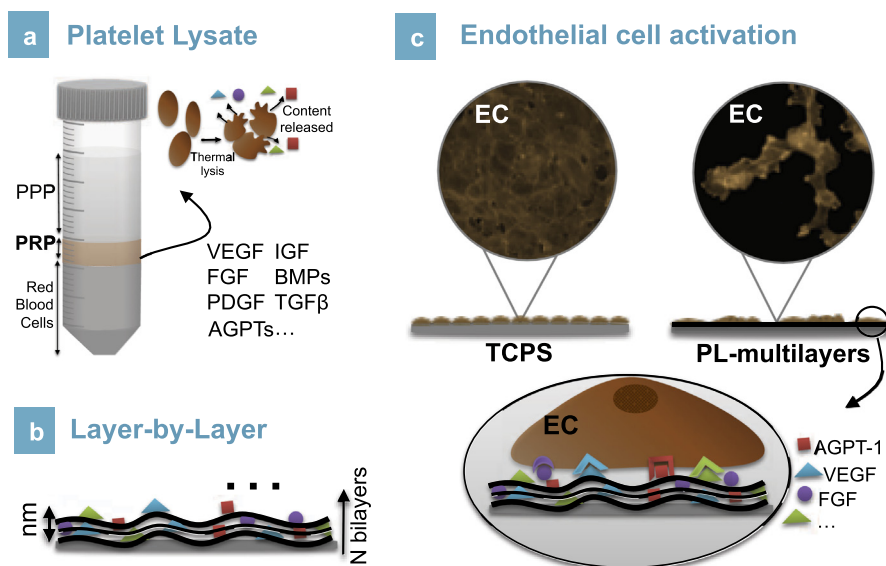 a Platelet Lysate
Content
released
Thermal
lysis
PPP
PRP
Red
Blood
Cells
VEGF IGF
FGF BMPs
PDGF TGFβ
AGPTs...
b Layer-by-Layer
...
nm
N bilayers
c Endothelial cell activation
EC
EC
TCPS
PL-multilayers
EC
AGPT-1
VEGF
FGF
...